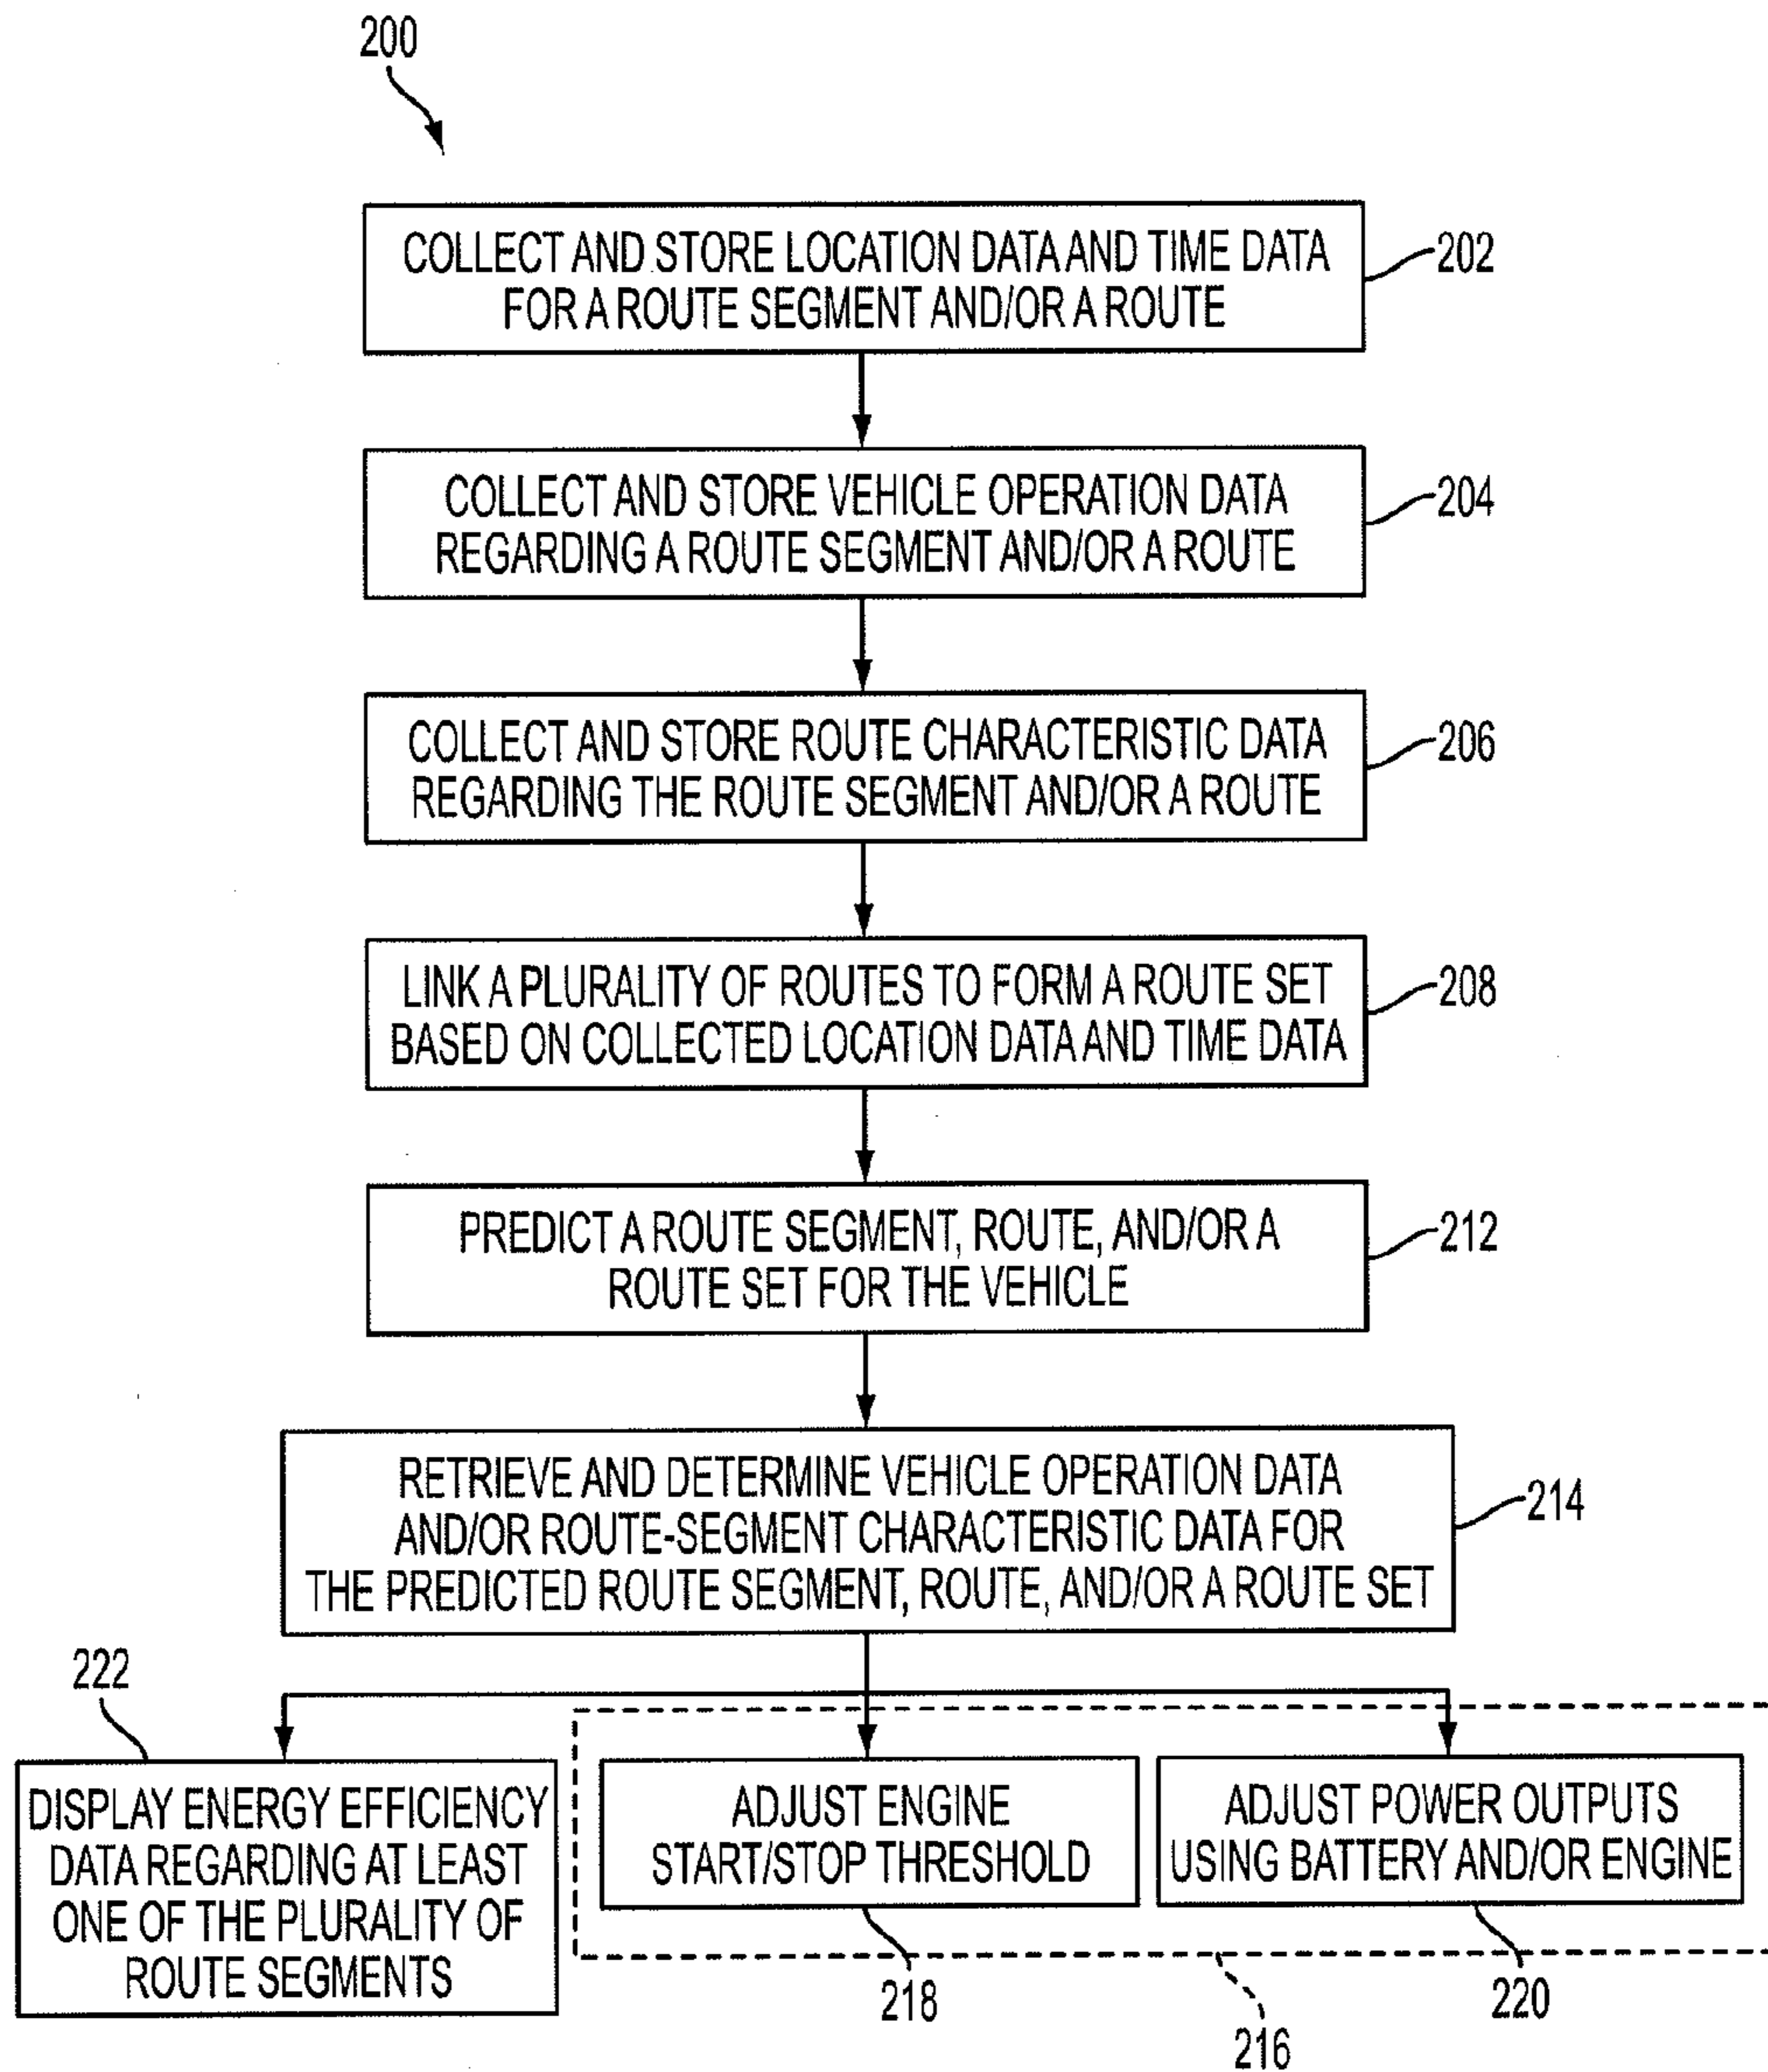 200
COLLECT AND STORE LOCATION DATA AND TIME DATA
FOR A ROUTE SEGMENT AND/OR A ROUTE
202
COLLECT AND STORE VEHICLE OPERATION DATA
REGARDING A ROUTE SEGMENT AND/OR A ROUTE
204
COLLECT AND STORE ROUTE CHARACTERISTIC DATA
REGARDING THE ROUTE SEGMENT AND/OR A ROUTE
206
LINK A PLURALITY OF ROUTES TO FORM A ROUTE SET
BASED ON COLLECTED LOCATION DATA AND TIME DATA
208
PREDICT A ROUTE SEGMENT, ROUTE, AND/OR A
ROUTE SET FOR THE VEHICLE
212
RETRIEVE AND DETERMINE VEHICLE OPERATION DATA
AND/OR ROUTE-SEGMENT CHARACTERISTIC DATA FOR
THE PREDICTED ROUTE SEGMENT, ROUTE, AND/OR A ROUTE SET
214
222
DISPLAY ENERGY EFFICIENCY
DATA REGARDING AT LEAST
ONE OF THE PLURALITY OF
ROUTE SEGMENTS
ADJUST ENGINE
START/STOP THRESHOLD
218
ADJUST POWER OUTPUTS
USING BATTERY AND/OR ENGINE
220
216